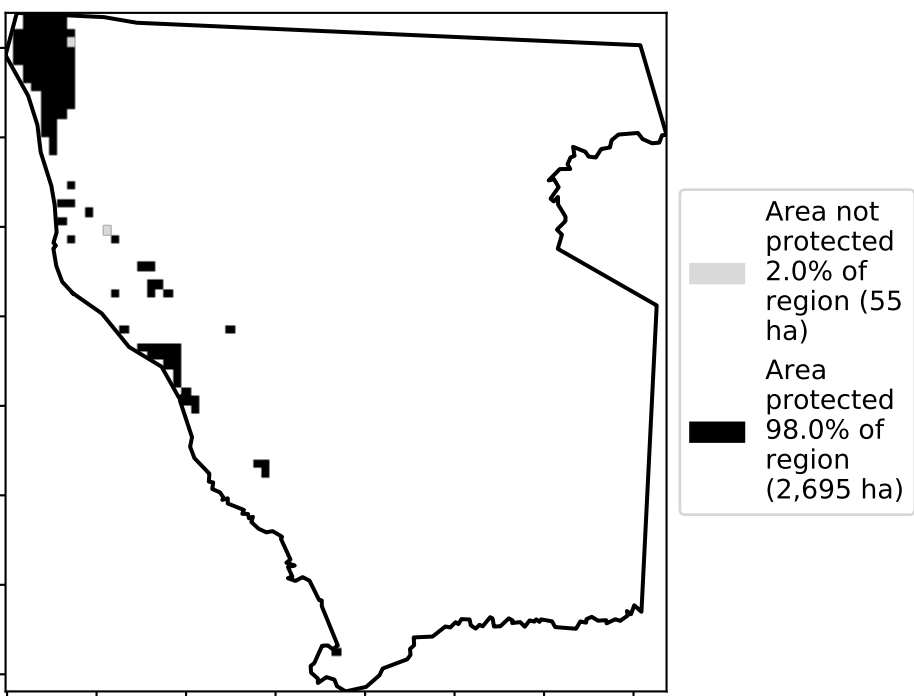 Area not
protected
2.0% of
region (55
ha)
Area
protected
98.0% of
region
(2,695 ha)